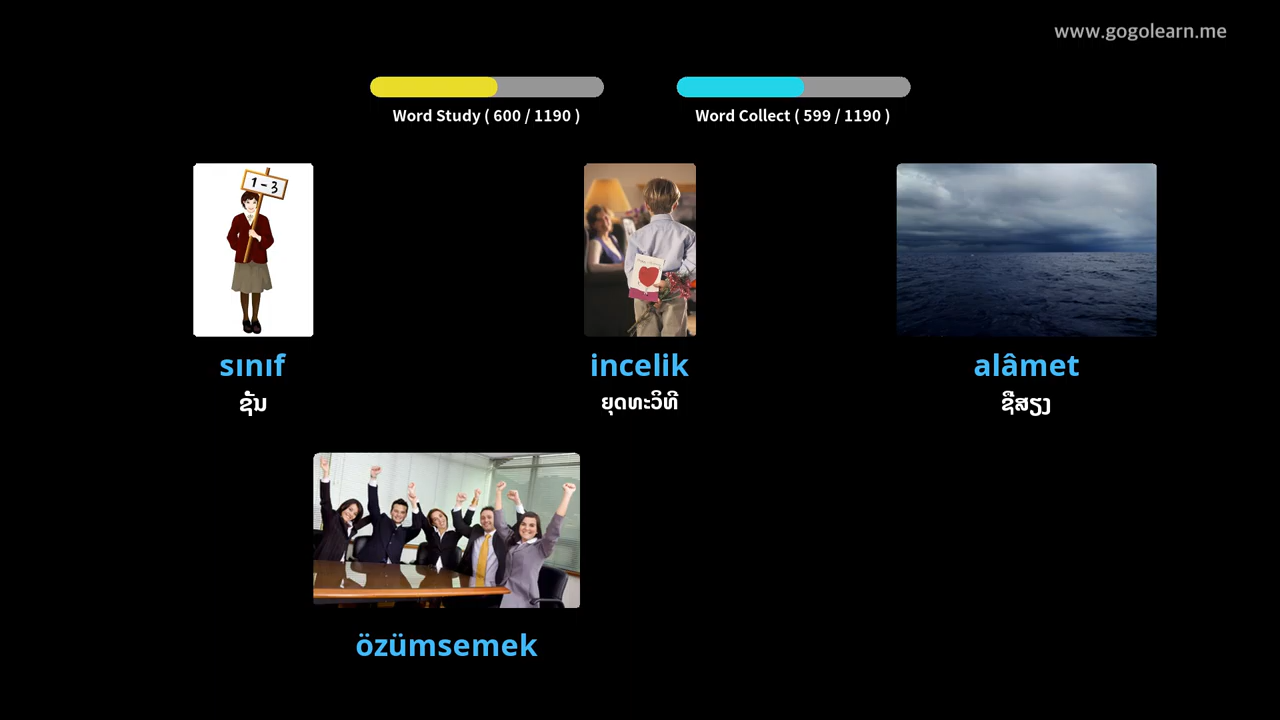 www.gogolearn.me
Word Study ( 600 / 1190 )
Word Collect ( 599 / 1190 )
1 - 3
sınıf
ຊັ້ນ
incelik
ຍຸດທະວິທີ
alâmet
ຊື່ສຽງ
özümsemek